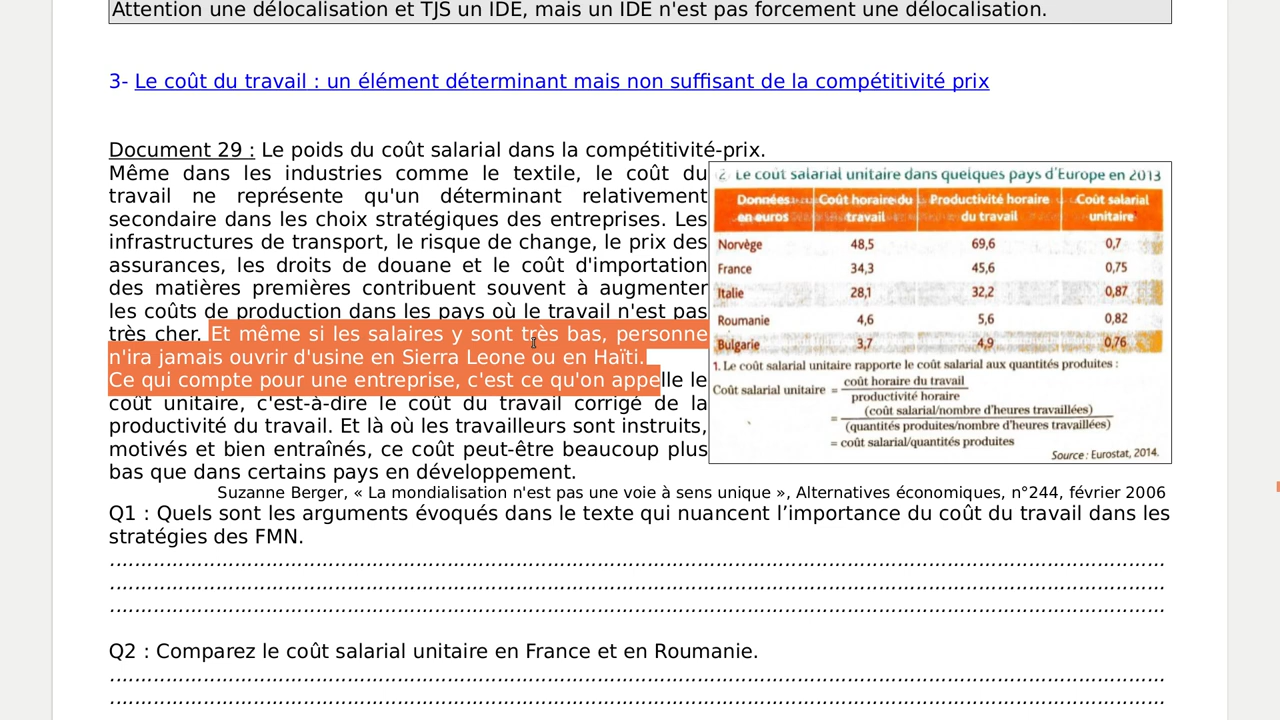 Attention une délocalisation et TJS un IDE, mais un IDE n'est pas forcement une délocalisation.
3- Le coût du travail : un élément déterminant mais non suffisant de la compétitivité prix
Document 29 : Le poids du coût salarial dans la compétitivité-prix.
Même dans les industries comme le textile, le coût du
travail ne représente qu'un déterminant relativement
secondaire dans les choix stratégiques des entreprises. Les
infrastructures de transport, le risque de change, le prix des
assurances, les droits de douane et le coût d'importation
des matières premières contribuent souvent à augmenter
les coûts de production dans les pays où le travail n'est pas
très cher. Et même si les salaires y sont très bas, personne
n'ira jamais ouvrir d'usine en Sierra Leone ou en Haïti.
Ce qui compte pour une entreprise, c'est ce qu'on appelle le
coût unitaire, c'est-à-dire le coût du travail corrigé de la
productivité du travail. Et là où les travailleurs sont instruits,
motivés et bien entraînés, ce coût peut-être beaucoup plus
bas que dans certains pays en développement.
2 Le coût salarial unitaire dans quelques pays d'Europe en 2013
Données en euros Coût horaire du travail Productivité horaire du travail Coût salarial unitaire
Norvège 48,5 69,6 0,7
France 34,3 45,6 0,75
Italie 28,1 32,2 0,87
Roumanie 4,6 5,6 0,82
Bulgarie 3,7 4,9 0,76
1. Le coût salarial unitaire rapporte le coût salarial aux quantités produites :
Coût salarial unitaire = coût horaire du travail
productivité horaire
= (coût salarial/nombre d'heures travaillées)
(quantités produites/nombre d'heures travaillées)
= coût salarial/quantités produites
Source : Eurostat, 2014.
Suzanne Berger, « La mondialisation n'est pas une voie à sens unique », Alternatives économiques, n°244, février 2006
Q1 : Quels sont les arguments évoqués dans le texte qui nuancent l’importance du coût du travail dans les
stratégies des FMN.
Q2 : Comparez le coût salarial unitaire en France et en Roumanie.